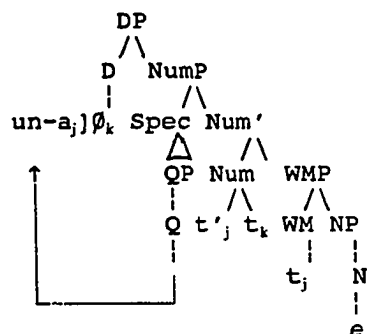 DP
D NumP
un-aⱼ]Øₖ Spec Num'
QP Num WMP
Q t'ⱼ tₖ WM NP
tⱼ N
e